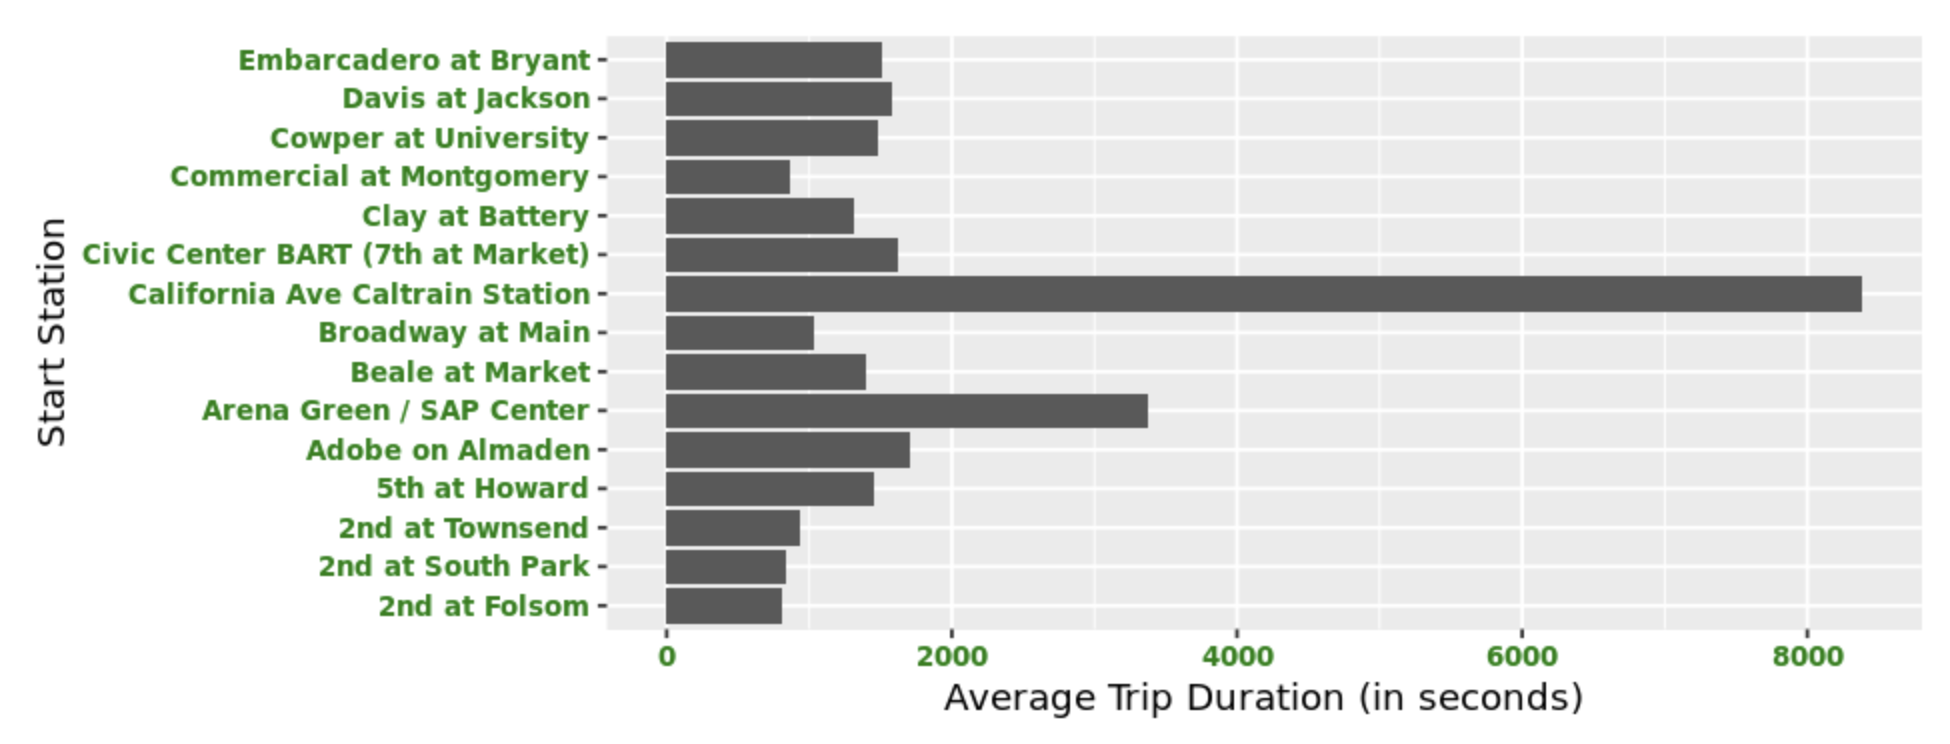 Embarcadero at Bryant
Davis at Jackson
Cowper at University
Commercial at Montgomery
Clay at Battery
Civic Center BART (7th at Market)
California Ave Caltrain Station
Broadway at Main
Beale at Market
Arena Green / SAP Center
Adobe on Almaden
5th at Howard
2nd at Townsend
2nd at South Park
2nd at Folsom
Start Station
0 2000 4000 6000 8000
Average Trip Duration (in seconds)